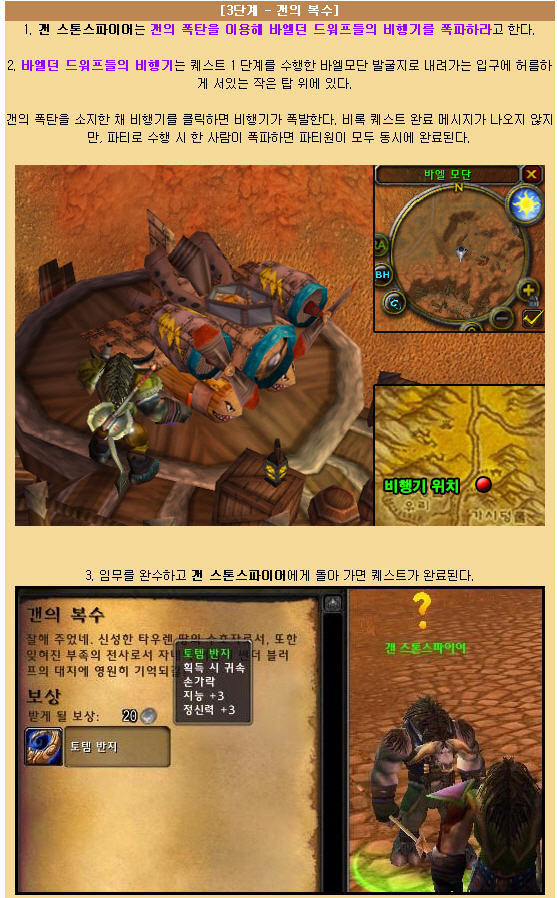 [3단계 - 갠의 복수]
1. 갠 스톤스파이어는 갠의 폭탄을 이용해 바엘던 드워프들의 비행기를 폭파하라고 한다.
2. 바엘던 드워프들의 비행기는 퀘스트 1 단계를 수행한 바엘모단 발굴지로 내려가는 입구에 허름하
게 서있는 작은 탑 위에 있다.
갠의 폭탄을 소지한 채 비행기를 클릭하면 비행기가 폭발한다. 비록 퀘스트 완료 메시지가 나오지 않지
만, 파티로 수행 시 한 사람이 폭파하면 파티원이 모두 동시에 완료된다.
바엘 모단
N
RA
BH
비행기 위치
우리
가시덩굴
3. 임무를 완수하고 갠 스톤스파이어에게 돌아 가면 퀘스트가 완료된다.
갠의 복수
잘해 주었네. 신성한 타우렌 땅의 수호자로서, 또한
잊혀진 부족의 전사로서 자네
썬더 블러
프의 대지에 영원히 기억되
토템 반지
획득 시 귀속
손가락
지능 +3
정신력 +3
보상
받게 될 보상: 20
토템 반지
갠 스톤스파이어